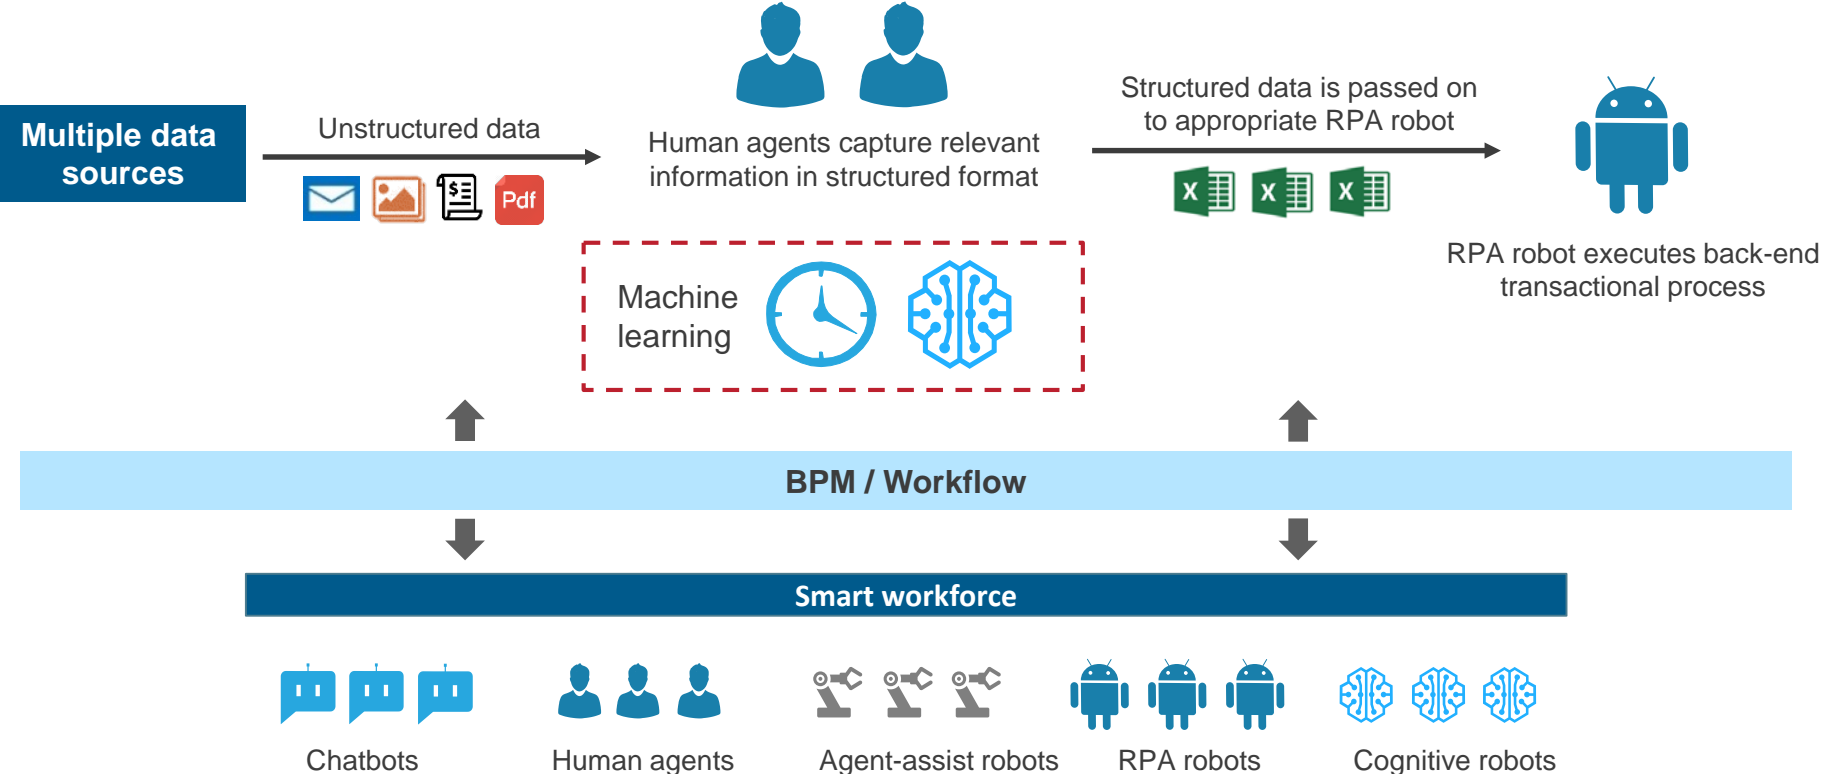 Multiple data
sources
Unstructured data
$
Pdf
Human agents capture relevant
information in structured format
Structured data is passed on
to appropriate RPA robot
X
X
X
RPA robot executes back-end
transactional process
Machine
learning
BPM / Workflow
Smart workforce
Chatbots
Human agents
Agent-assist robots
RPA robots
Cognitive robots